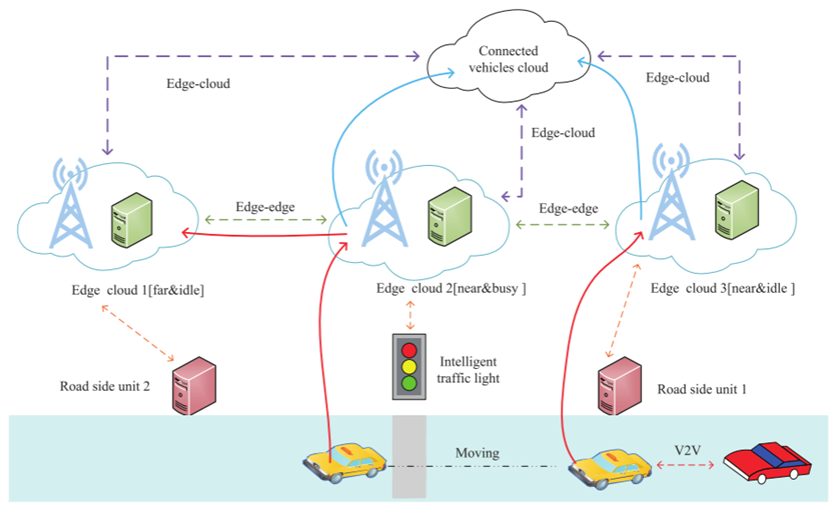 Connected
vehicles cloud
Edge-cloud
Edge-cloud
Edge-cloud
Edge-edge
Edge-edge
Edge cloud 1[far&idle]
Edge cloud 2[near&busy ]
Edge cloud 3[near&idle ]
Intelligent
traffic light
Road side unit 2
Road side unit 1
Moving
V2V